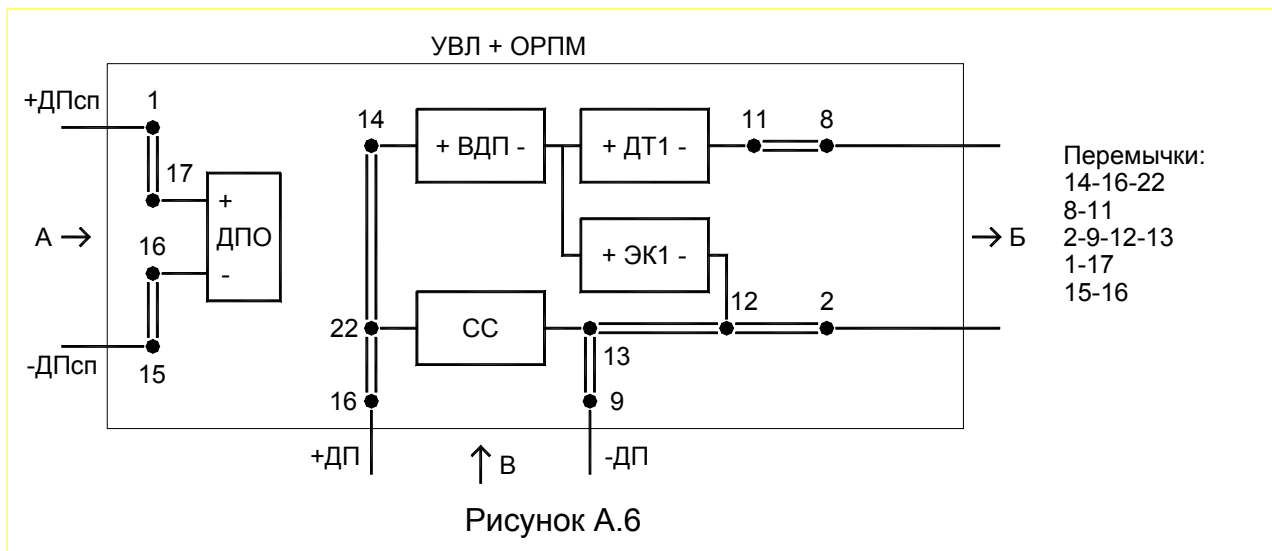 УВЛ + ОРПМ
+ДПсп
1
14
11
8
+ ВДП -
+ ДТ1 -
Перемычки:
14-16-22
8-11
2-9-12-13
1-17
15-16
17
+
ДПО
-
А
16
Б
+ ЭК1 -
12
2
22
СС
13
-ДПсп
15
16
9
+ДП
В
-ДП
Рисунок А.6